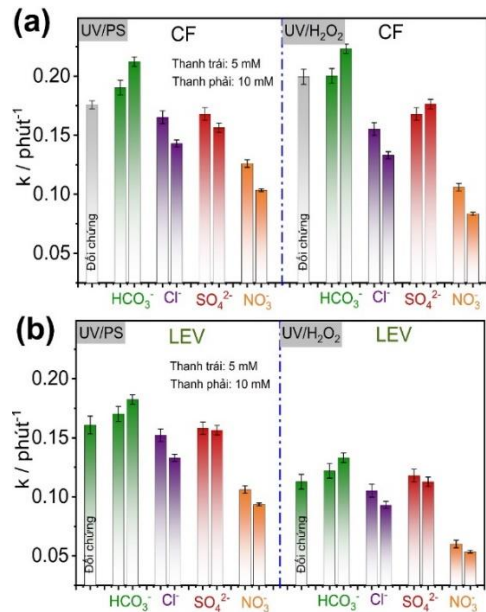 (a)
UV/PS CF UV/H₂O₂ CF
Thanh trái: 5 mM
Thanh phải: 10 mM
k / phút⁻¹
0.20
0.15
0.10
0.05
Đối chứng
HCO₃⁻ Cl⁻ SO₄²⁻ NO₃⁻ HCO₃⁻ Cl⁻ SO₄²⁻ NO₃⁻
(b)
UV/PS LEV UV/H₂O₂ LEV
Thanh trái: 5 mM
Thanh phải: 10 mM
k / phút⁻¹
0.20
0.15
0.10
0.05
Đối chứng Đối chứng
HCO₃⁻ Cl⁻ SO₄²⁻ NO₃⁻ HCO₃⁻ Cl⁻ SO₄²⁻ NO₃⁻